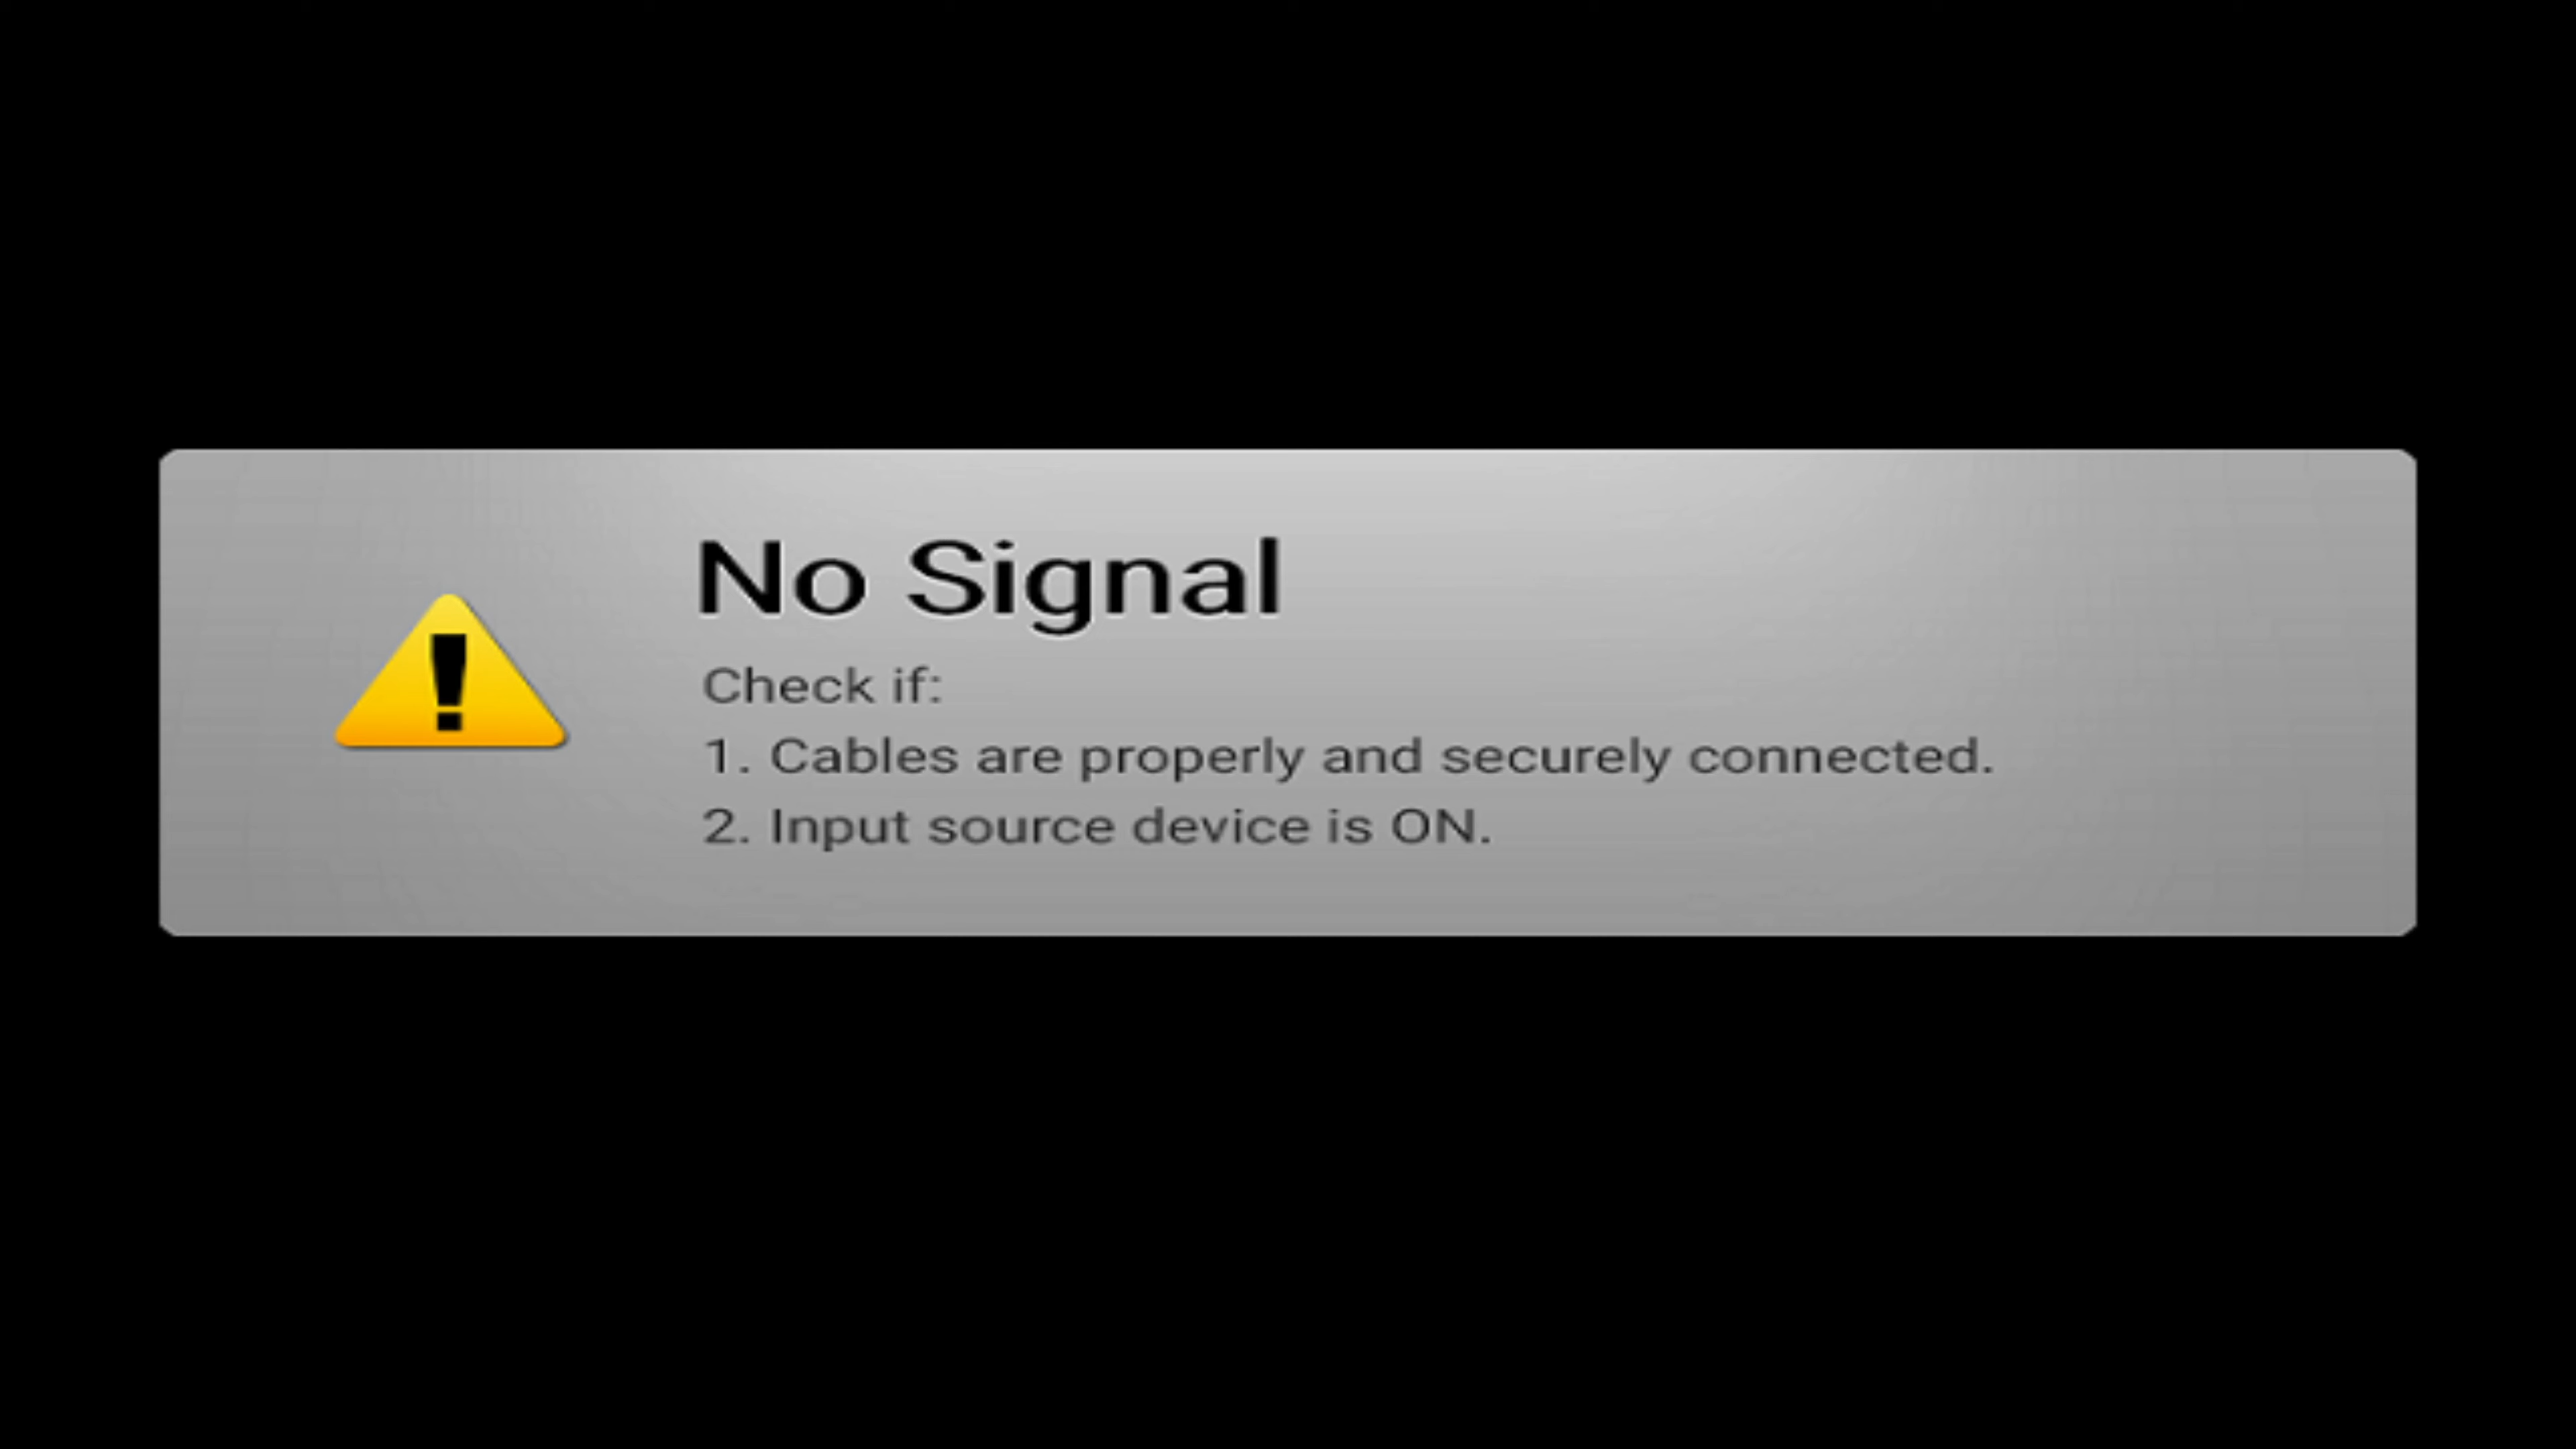 No Signal
Check if:
1. Cables are properly and securely connected.
2. Input source device is ON.